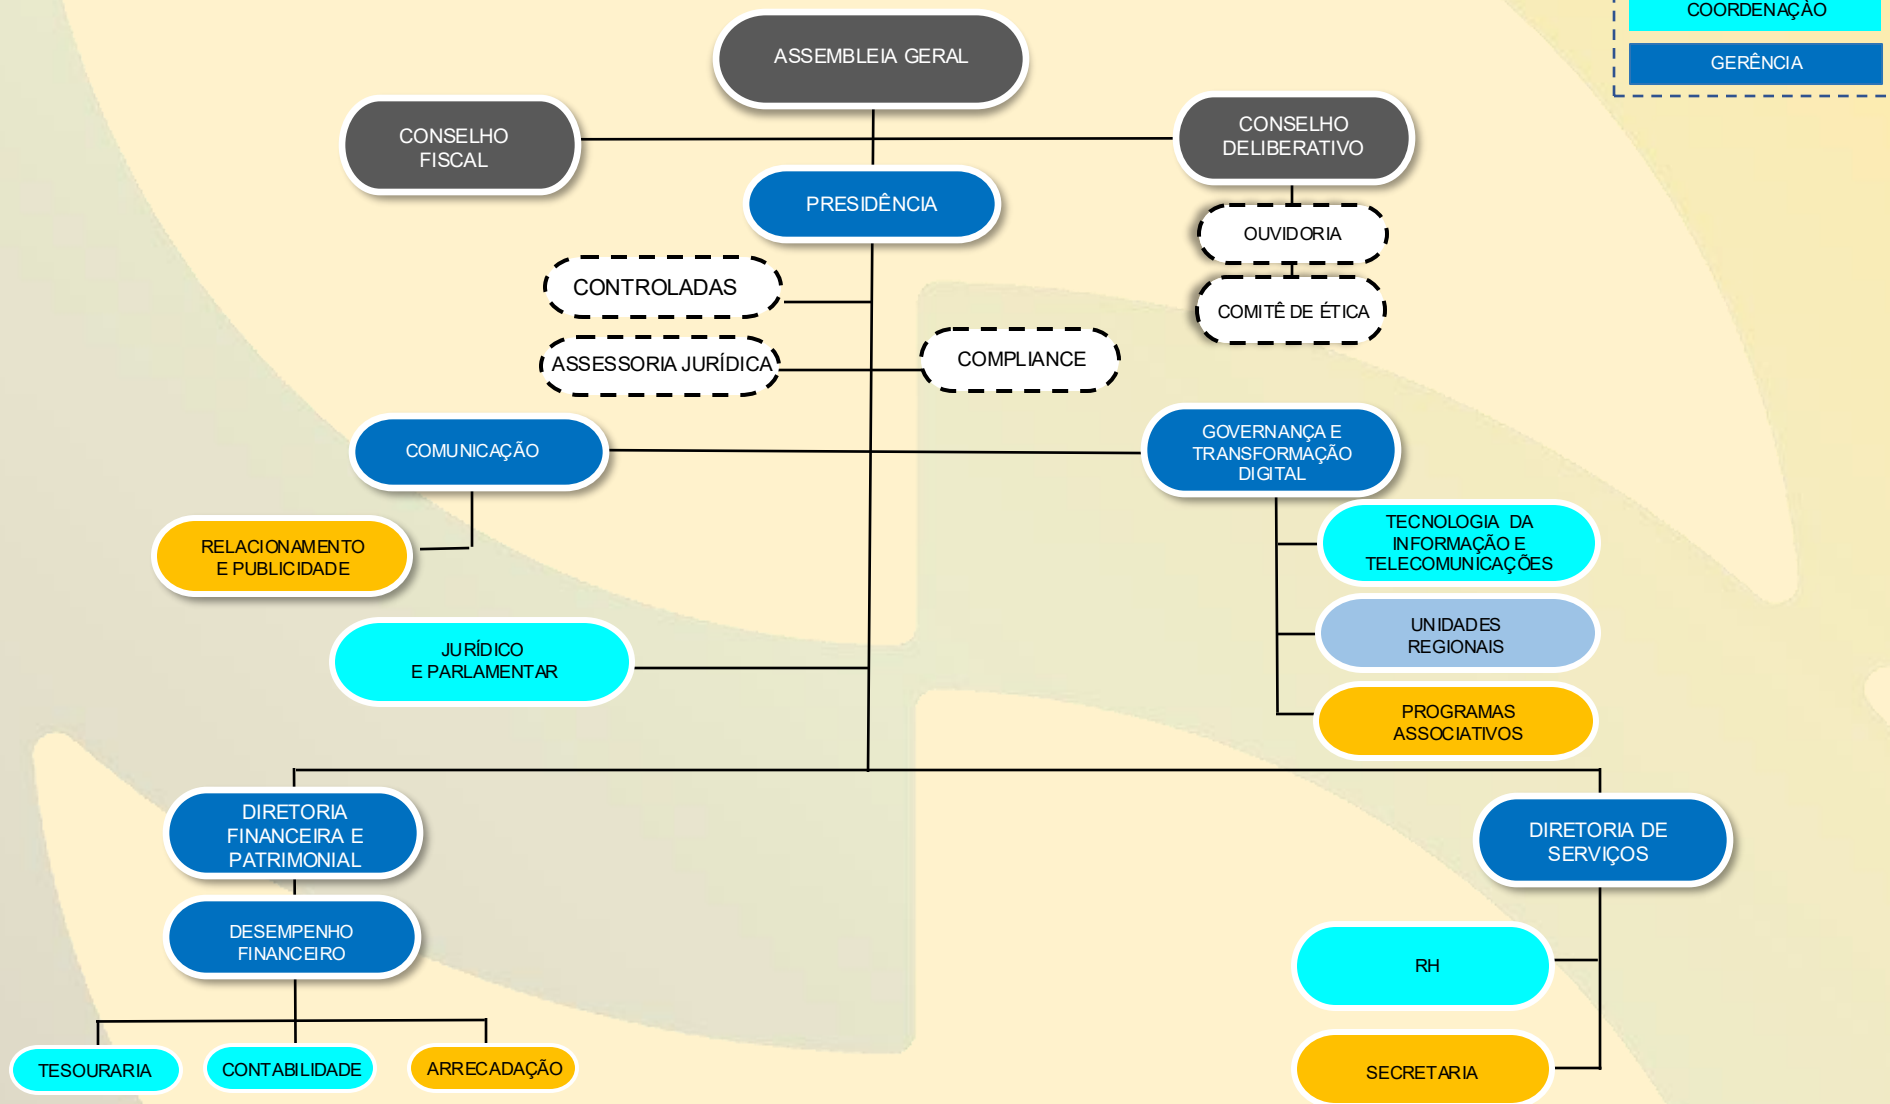 COORDENAÇÀO
GERÊNCIA
ASSEMBLEIA GERAL
CONSELHO
FISCAL
CONSELHO
DELIBERATIVO
PRESIDÊNCIA
OUVIDORIA
CONTROLADAS
COMITÊ DE ÉTICA
ASSESSORIA JURÍDICA
COMPLIANCE
COMUNICAÇÃO
GOVERNANÇA E
TRANSFORMAÇÃO
DIGITAL
RELACIONAMENTO
E PUBLICIDADE
TECNOLOGIA DA
INFORMAÇÃO E
TELECOMUNICAÇÕES
UNIDADES
REGIONAIS
JURÍDICO
E PARLAMENTAR
PROGRAMAS
ASSOCIATIVOS
DIRETORIA
FINANCEIRA E
PATRIMONIAL
DIRETORIA DE
SERVIÇOS
DESEMPENHO
FINANCEIRO
RH
TESOURARIA
CONTABILIDADE
ARRECADAÇÃO
SECRETARIA